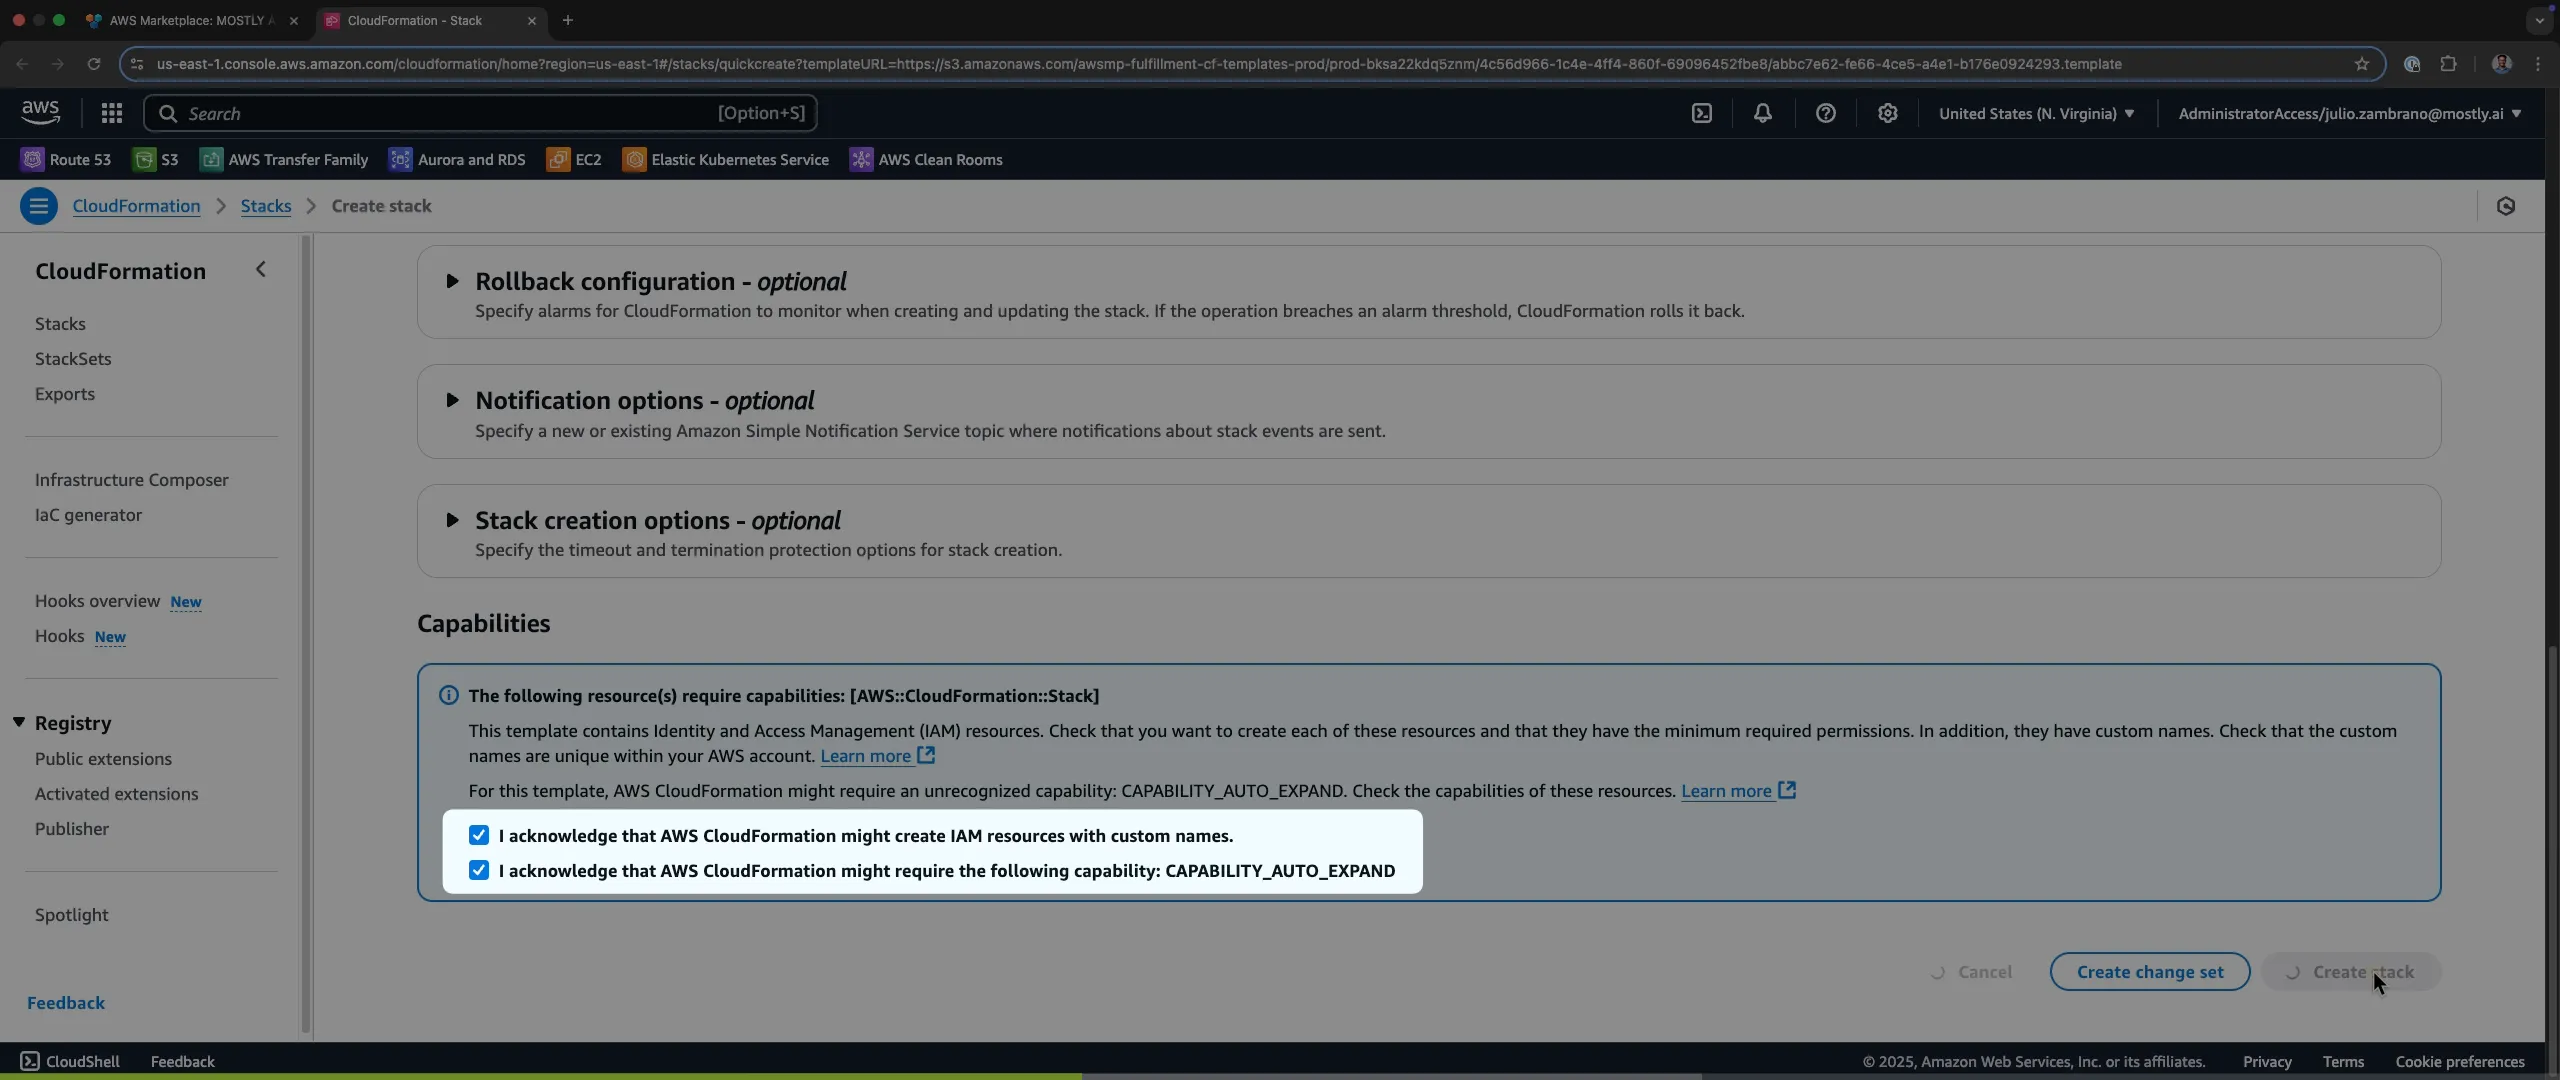 AWS Marketplace: MOSTLY A
CloudFormation - Stack
us-east-1.console.aws.amazon.com/cloudformation/home?region=us-east-1#/stacks/quickcreate?templateURL=https://s3.amazonaws.com/awsmp-fulfillment-cf-templates-prod/prod-bksa22kdq5znm/4c56d966-1c4e-4ff4-860f-69096452fbe8/abbc7e62-fe66-4ce5-a4e1-b176e0924293.template
aws
Search
[Option+S]
United States (N. Virginia)
AdministratorAccess/julio.zambrano@mostly.ai
Route 53
S3
AWS Transfer Family
Aurora and RDS
EC2
Elastic Kubernetes Service
AWS Clean Rooms
CloudFormation
Stacks
Create stack
CloudFormation
Stacks
StackSets
Exports
Infrastructure Composer
IaC generator
Hooks overview New
Hooks New
Registry
Public extensions
Activated extensions
Publisher
Spotlight
Feedback
Rollback configuration - optional
Specify alarms for CloudFormation to monitor when creating and updating the stack. If the operation breaches an alarm threshold, CloudFormation rolls it back.
Notification options - optional
Specify a new or existing Amazon Simple Notification Service topic where notifications about stack events are sent.
Stack creation options - optional
Specify the timeout and termination protection options for stack creation.
Capabilities
The following resource(s) require capabilities: [AWS::CloudFormation::Stack]
This template contains Identity and Access Management (IAM) resources. Check that you want to create each of these resources and that they have the minimum required permissions. In addition, they have custom names. Check that the custom
names are unique within your AWS account. Learn more
For this template, AWS CloudFormation might require an unrecognized capability: CAPABILITY_AUTO_EXPAND. Check the capabilities of these resources. Learn more
I acknowledge that AWS CloudFormation might create IAM resources with custom names.
I acknowledge that AWS CloudFormation might require the following capability: CAPABILITY_AUTO_EXPAND
Cancel
Create change set
Create stack
CloudShell
Feedback
© 2025, Amazon Web Services, Inc. or its affiliates.
Privacy
Terms
Cookie preferences